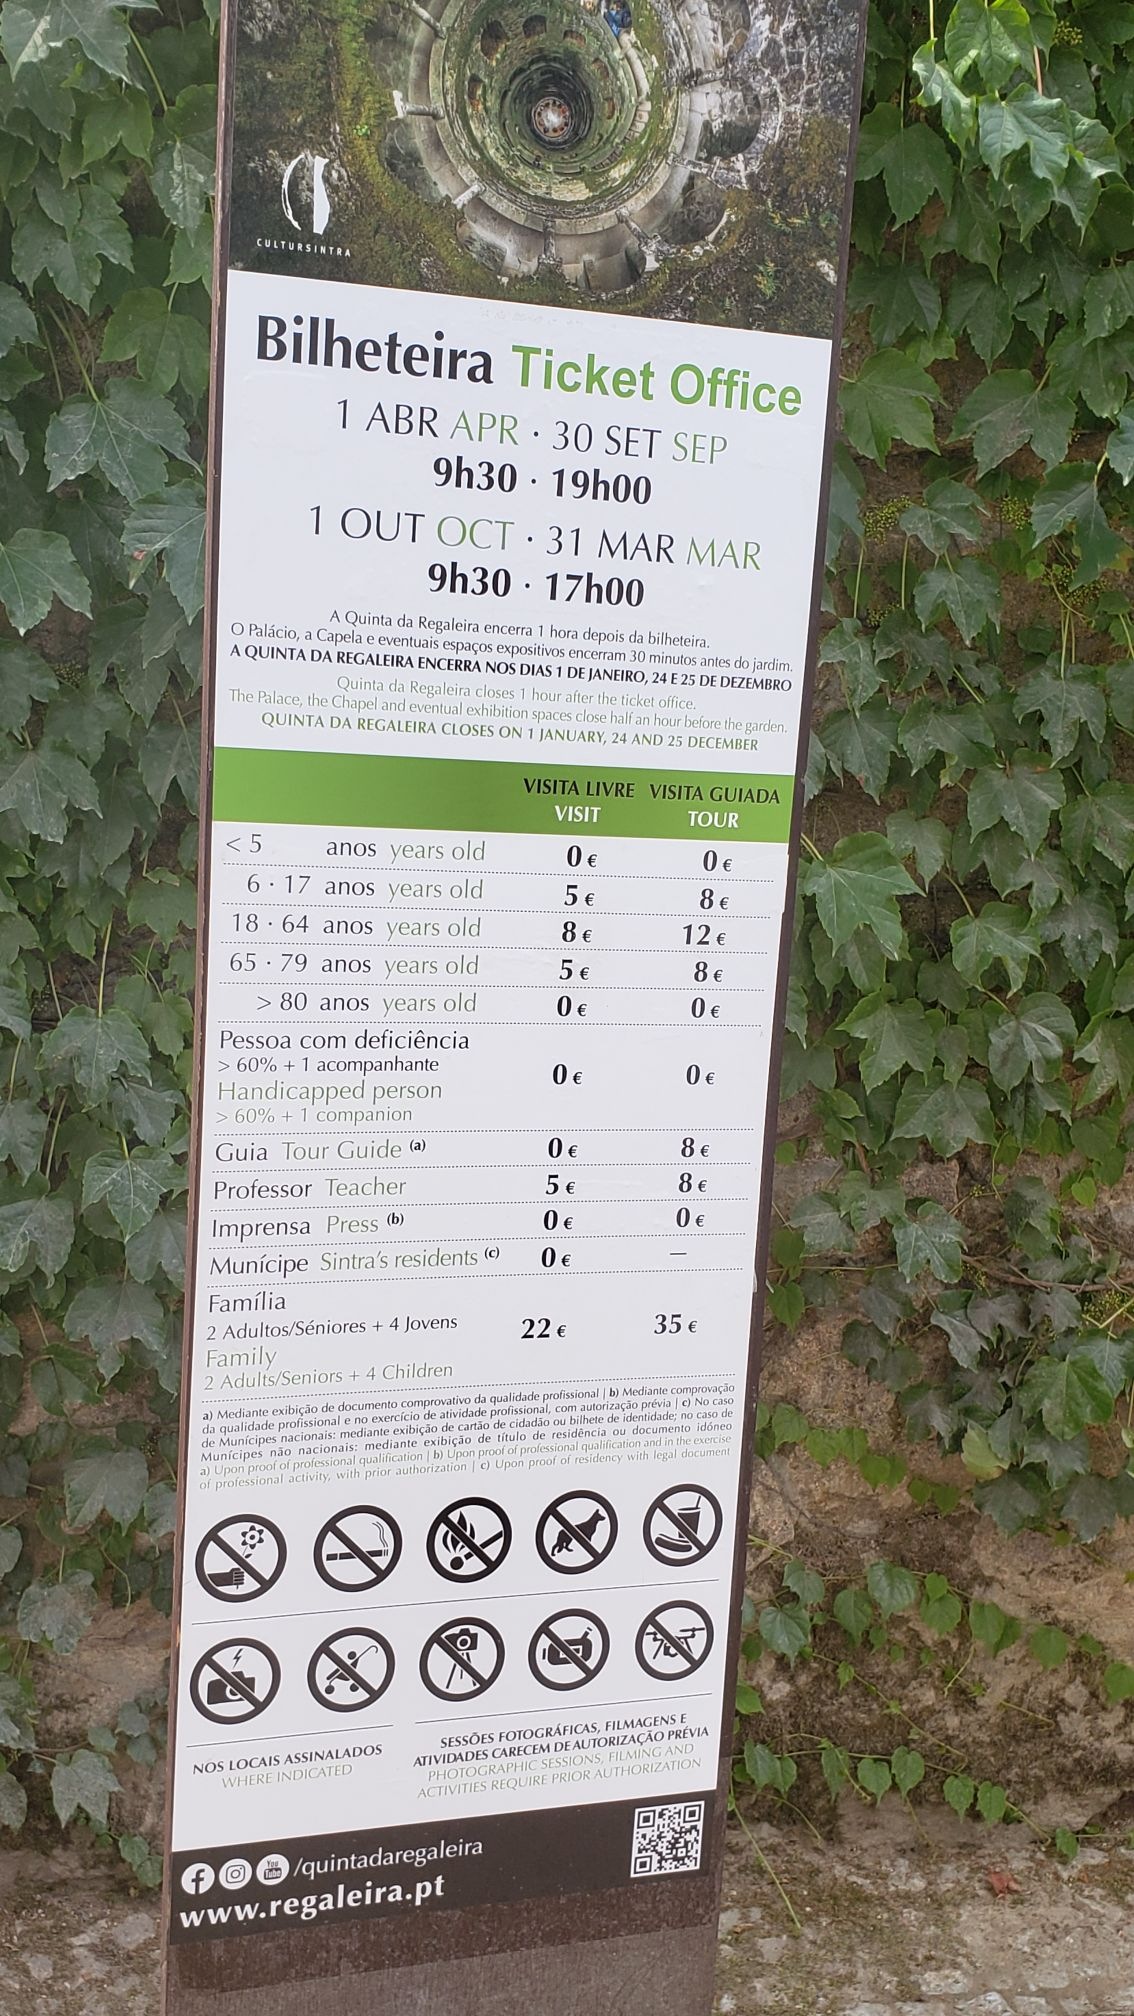 CULTURSINTRA
Bilheteira Ticket Office
1 ABR APR · 30 SET SEP
9h30 · 19h00
1 OUT OCT · 31 MAR MAR
9h30 · 17h00
A Quinta da Regaleira encerra 1 hora depois da bilheteira.
O Palácio, a Capela e eventuais espaços expositivos encerram 30 minutos antes do jardim.
A QUINTA DA REGALEIRA ENCERRA NOS DIAS 1 DE JANEIRO, 24 E 25 DE DEZEMBRO
Quinta da Regaleira closes 1 hour after the ticket office.
The Palace, the Chapel and eventual exhibition spaces close half an hour before the garden.
QUINTA DA REGALEIRA CLOSES ON 1 JANUARY, 24 AND 25 DECEMBER
VISITA LIVRE VISITA GUIADA
VISIT TOUR
< 5 anos years old 0 € 0 €
6 · 17 anos years old 5 € 8 €
18 · 64 anos years old 8 € 12 €
65 · 79 anos years old 5 € 8 €
> 80 anos years old 0 € 0 €
Pessoa com deficiência
> 60% + 1 acompanhante
0 € 0 €
Handicapped person
> 60% + 1 companion
Guia Tour Guide (a) 0 € 8 €
Professor Teacher 5 € 8 €
Imprensa Press (b) 0 € 0 €
Munícipe Sintra's residents (c) 0 € —
Família
2 Adultos/Séniores + 4 Jovens 22 € 35 €
Family
2 Adults/Seniors + 4 Children
a) Mediante exibição de documento comprovativo da qualidade profissional | b) Mediante comprovação
da qualidade profissional e no exercício de atividade profissional, com autorização prévia | c) No caso
de Munícipes nacionais: mediante exibição de cartão de cidadão ou bilhete de identidade; no caso de
Munícipes não nacionais: mediante exibição de título de residência ou documento idóneo
a) Upon proof of professional qualification | b) Upon proof of professional qualification and in the exercise
of professional activity, with prior authorization | c) Upon proof of residency with legal document
NOS LOCAIS ASSINALADOS
WHERE INDICATED
SESSÕES FOTOGRÁFICAS, FILMAGENS E
ATIVIDADES CARECEM DE AUTORIZAÇÃO PRÉVIA
PHOTOGRAPHIC SESSIONS, FILMING AND
ACTIVITIES REQUIRE PRIOR AUTHORIZATION
You Tube /quintadaregaleira
www.regaleira.pt